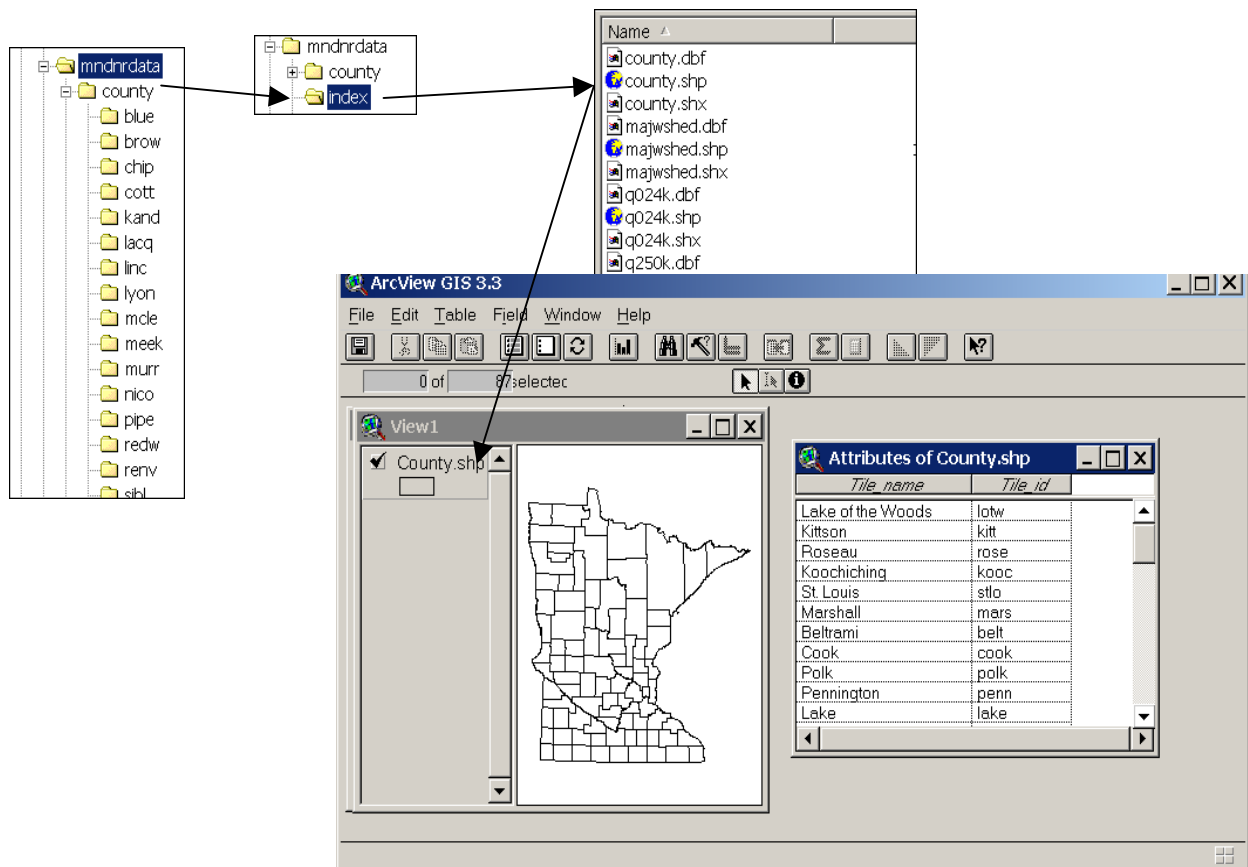 mndnrdata
county
blue
brow
chip
cott
kand
lacq
linc
lyon
mcle
meek
murr
nico
pipe
redw
renv
sibl
mndnrdata
county
index
Name
county.dbf
county.shp
county.shx
majwshed.dbf
majwshed.shp
majwshed.shx
q024k.dbf
q024k.shp
q024k.shx
q250k.dbf
ArcView GIS 3.3
File Edit Table Field Window Help
0 of 87 selected
View1
County.shp
Attributes of County.shp
Tile_name Tile_id
Lake of the Woods lotw
Kittson kitt
Roseau rose
Koochiching kooc
St. Louis stlo
Marshall mars
Beltrami belt
Cook cook
Polk polk
Pennington penn
Lake lake